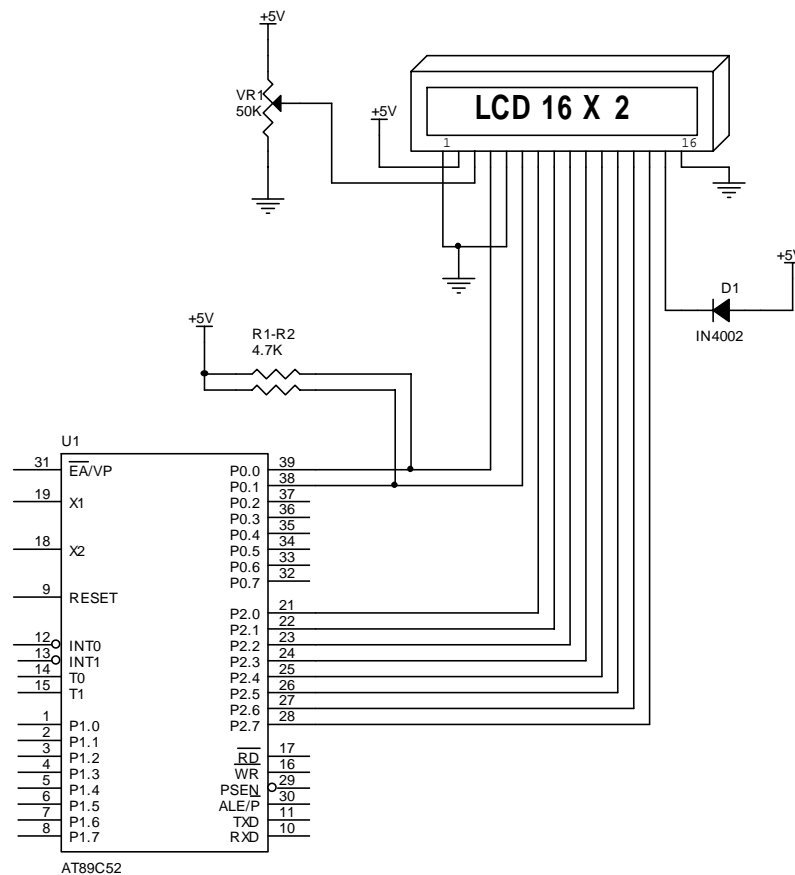 +5V
VR1
50K
+5V
LCD 16 X 2
1 16
+5V
D1
IN4002
+5V
R1-R2
4.7K
U1
31 EA/VP P0.0 39
P0.1 38
19 X1 P0.2 37
P0.3 36
P0.4 35
18 X2 P0.5 34
P0.6 33
P0.7 32
9 RESET
P2.0 21
P2.1 22
12 INT0 P2.2 23
13 INT1 P2.3 24
14 T0 P2.4 25
15 T1 P2.5 26
P2.6 27
1 P1.0 P2.7 28
2 P1.1
3 P1.2 RD 17
4 P1.3 WR 16
5 P1.4 PSEN 29
6 P1.5 ALE/P 30
7 P1.6 TXD 11
8 P1.7 RXD 10
AT89C52